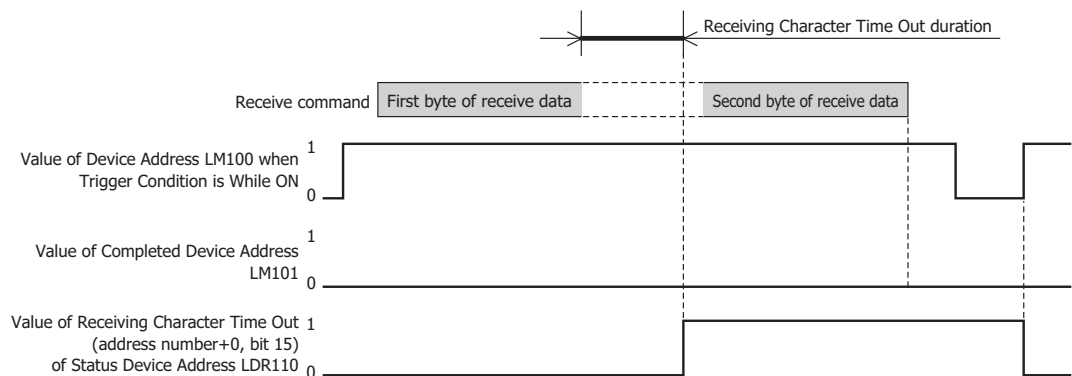 Receiving Character Time Out duration
Receive command
First byte of receive data
Second byte of receive data
Value of Device Address LM100 when
Trigger Condition is While ON
1
0
Value of Completed Device Address
LM101
1
0
Value of Receiving Character Time Out
(address number+0, bit 15)
of Status Device Address LDR110
1
0